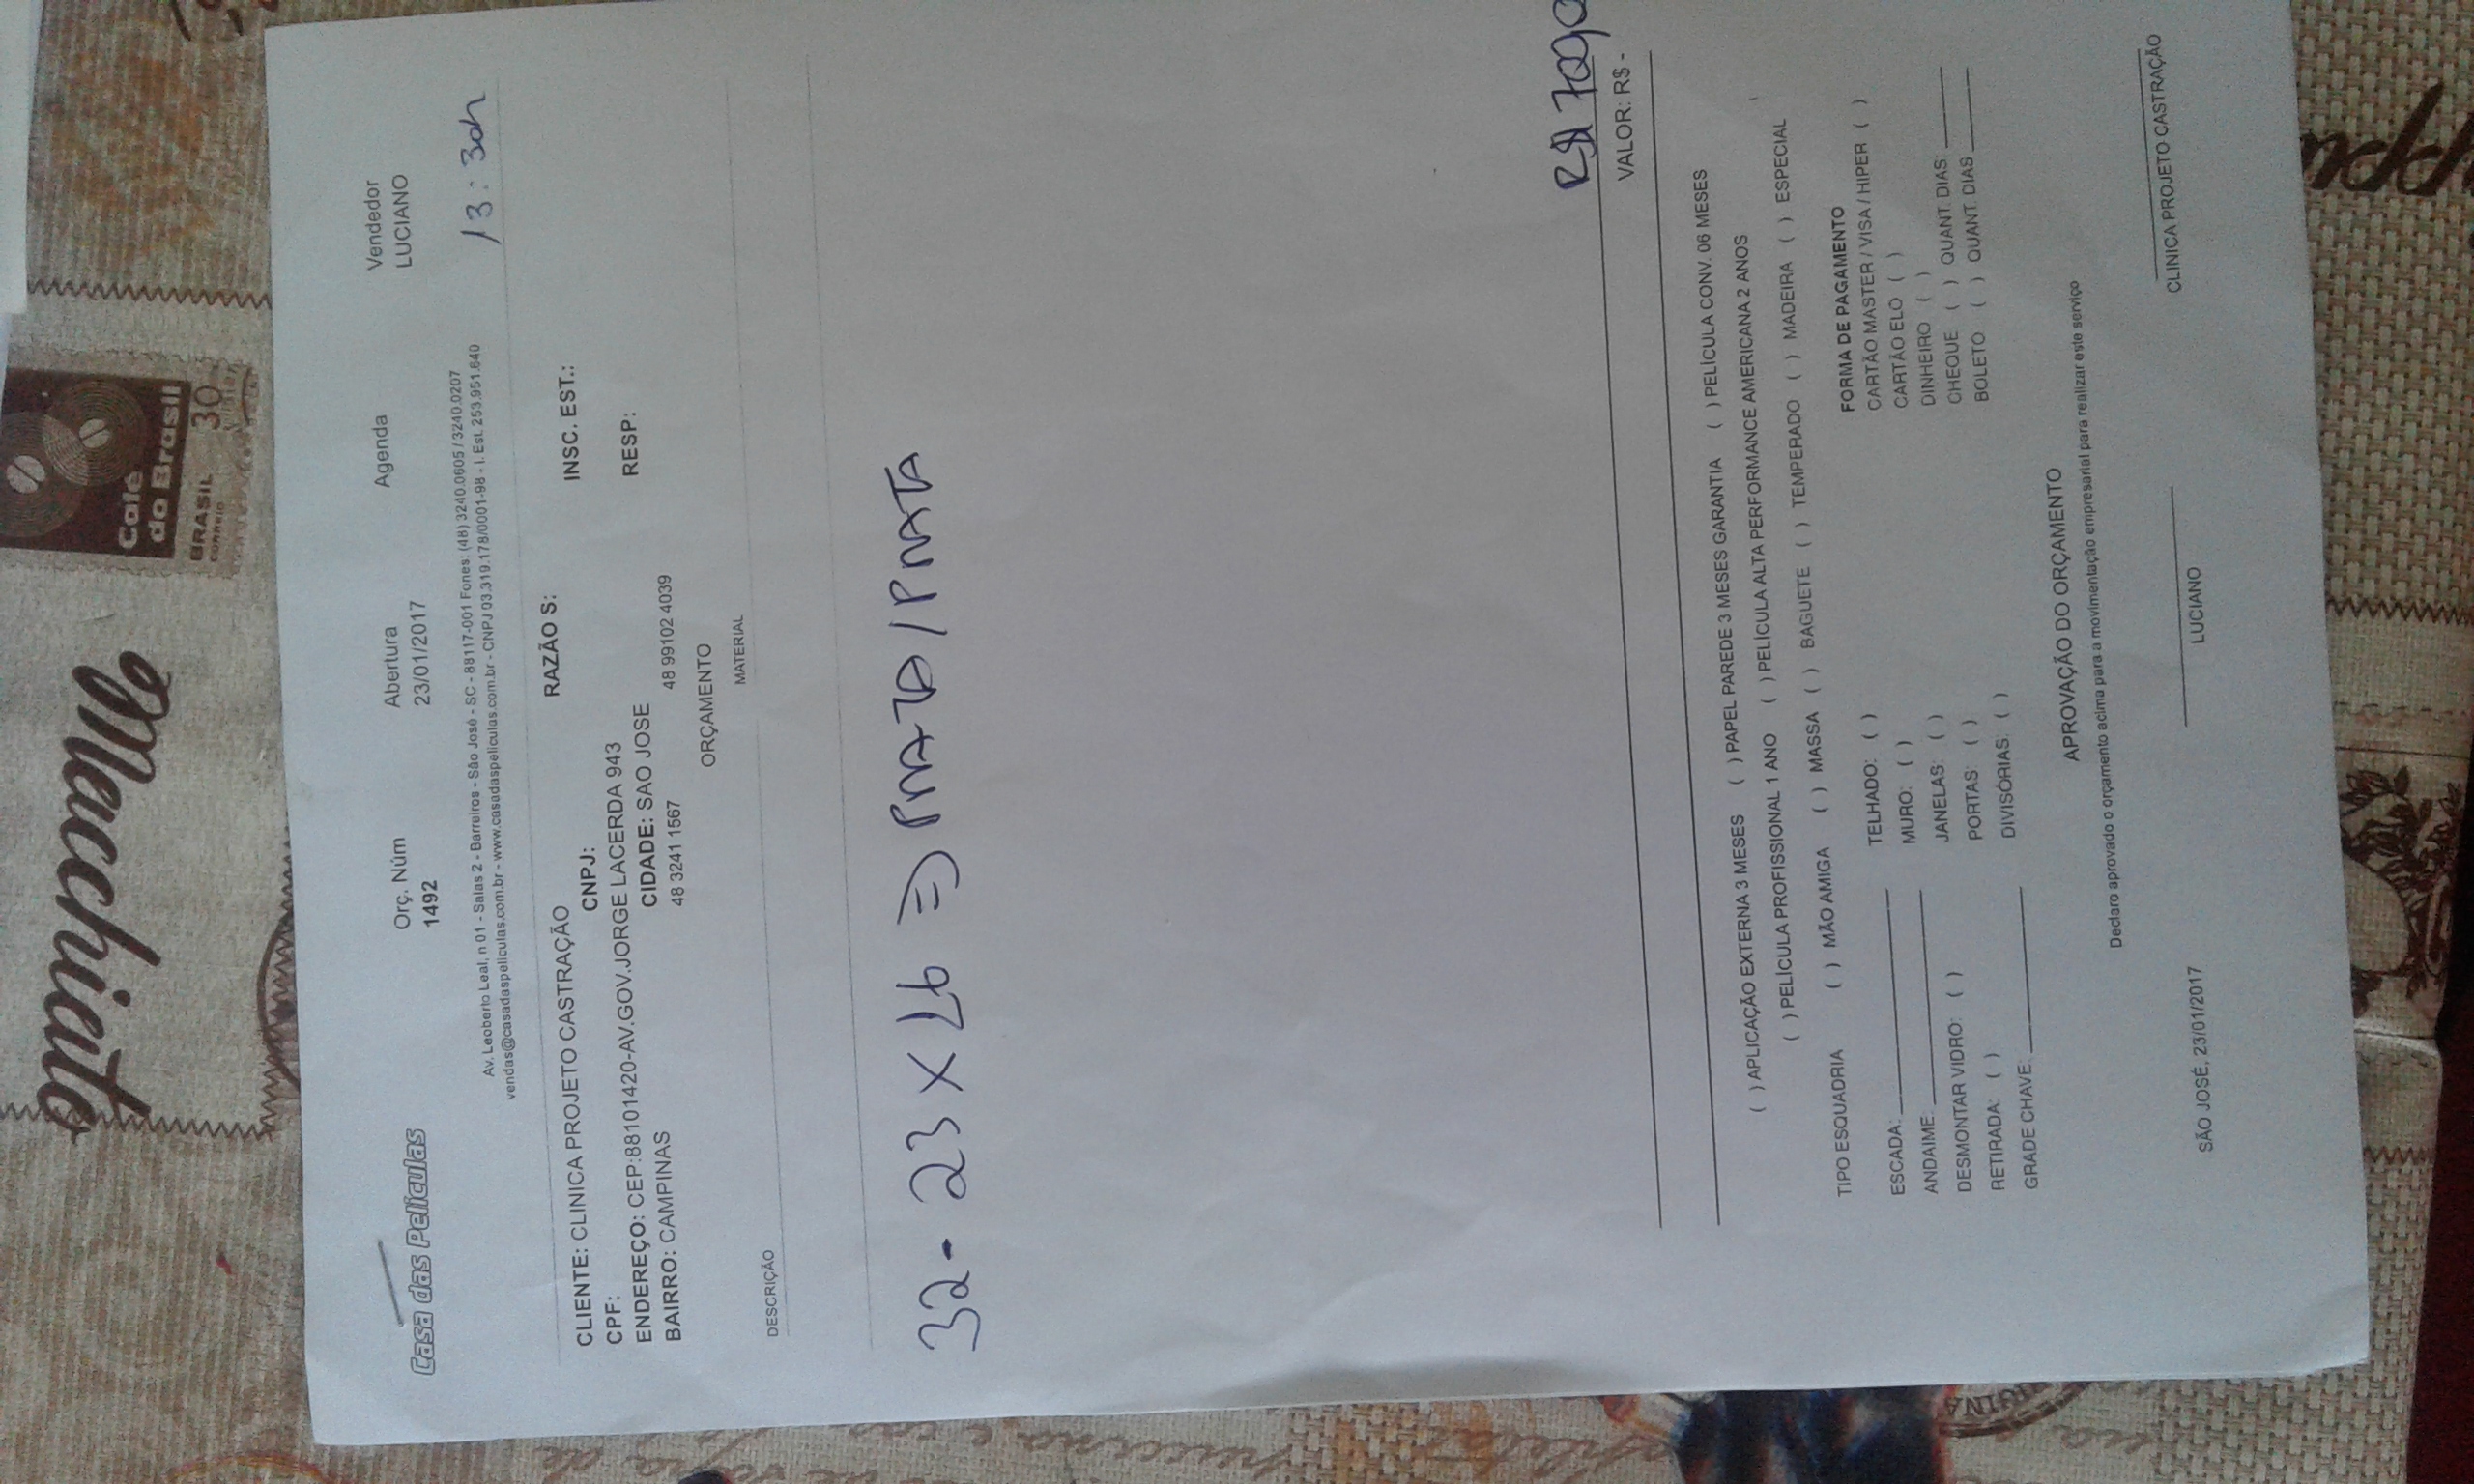 Machiato
Café
do Brasil
BRASIL
CORREIO
30
Casa das Películas
Orç. Núm Abertura Agenda Vendedor
1492 23/01/2017 LUCIANO
Av. Leoberto Leal, n 01 - Salas 2 - Barreiros - São José - SC - 88117-001 Fones: (48) 3240.0605 / 3240.0207
vendas@casadaspeliculas.com.br - www.casadaspeliculas.com.br - CNPJ 03.319.178/0001-98 - I. Est. 253.951.640
13:30h
CLIENTE: CLINICA PROJETO CASTRAÇÃO RAZÃO S: INSC. EST.:
CPF: CNPJ:
ENDEREÇO: CEP:88101420-AV.GOV.JORGE LACERDA 943 RESP:
BAIRRO: CAMPINAS CIDADE: SAO JOSE
48 3241 1567 48 99102 4039
ORÇAMENTO
DESCRIÇÃO MATERIAL
32 - 23 x 26 => PRATA / PRATA
R$
VALOR: R$ -
( ) APLICAÇÃO EXTERNA 3 MESES ( ) PAPEL PAREDE 3 MESES GARANTIA ( ) PELÍCULA CONV. 06 MESES
( ) PELÍCULA PROFISSIONAL 1 ANO ( ) PELÍCULA ALTA PERFORMANCE AMERICANA 2 ANOS
TIPO ESQUADRIA ( ) MÃO AMIGA ( ) MASSA ( ) BAGUETE ( ) TEMPERADO ( ) MADEIRA ( ) ESPECIAL
FORMA DE PAGAMENTO
ESCADA: TELHADO: ( ) CARTÃO MASTER / VISA / HIPER ( )
ANDAIME: MURO: ( ) CARTÃO ELO ( )
DESMONTAR VIDRO: ( ) JANELAS: ( ) DINHEIRO ( )
RETIRADA: ( ) PORTAS: ( ) CHEQUE ( ) QUANT. DIAS:
GRADE CHAVE: DIVISÓRIAS: ( ) BOLETO ( ) QUANT. DIAS
APROVAÇÃO DO ORÇAMENTO
Declaro aprovado o orçamento acima para a movimentação empresarial para realizar este serviço
SÃO JOSÉ, 23/01/2017 LUCIANO CLINICA PROJETO CASTRAÇÃO